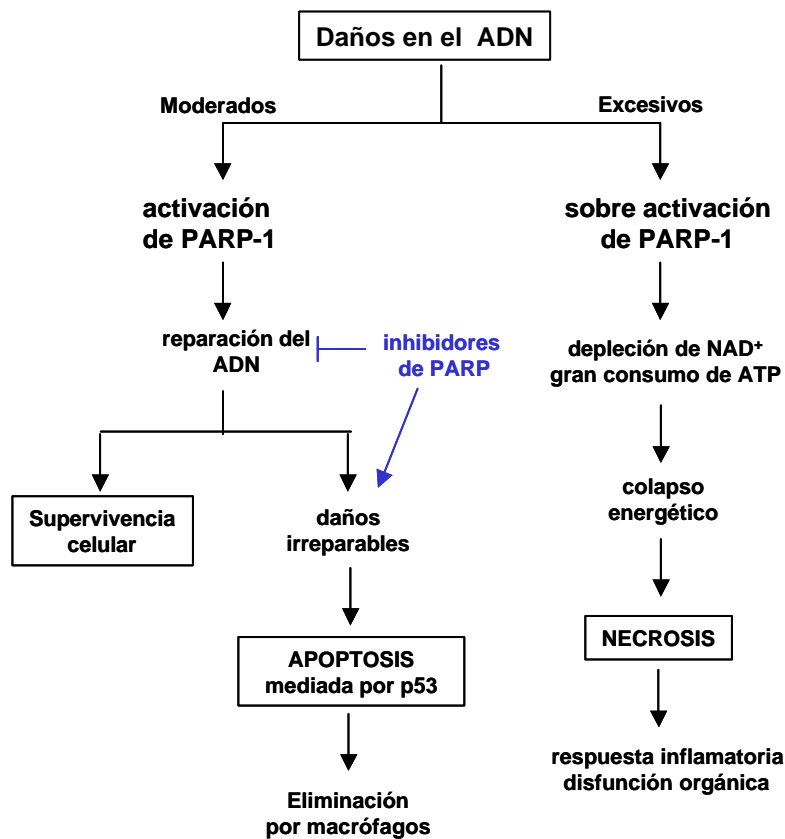 Daños en el ADN
Moderados
Excesivos
activación
de PARP-1
sobre activación
de PARP-1
reparación del
ADN
inhibidores
de PARP
depleción de NAD⁺
gran consumo de ATP
Supervivencia
celular
daños
irreparables
colapso
energético
APOPTOSIS
mediada por p53
NECROSIS
Eliminación
por macrófagos
respuesta inflamatoria
disfunción orgánica